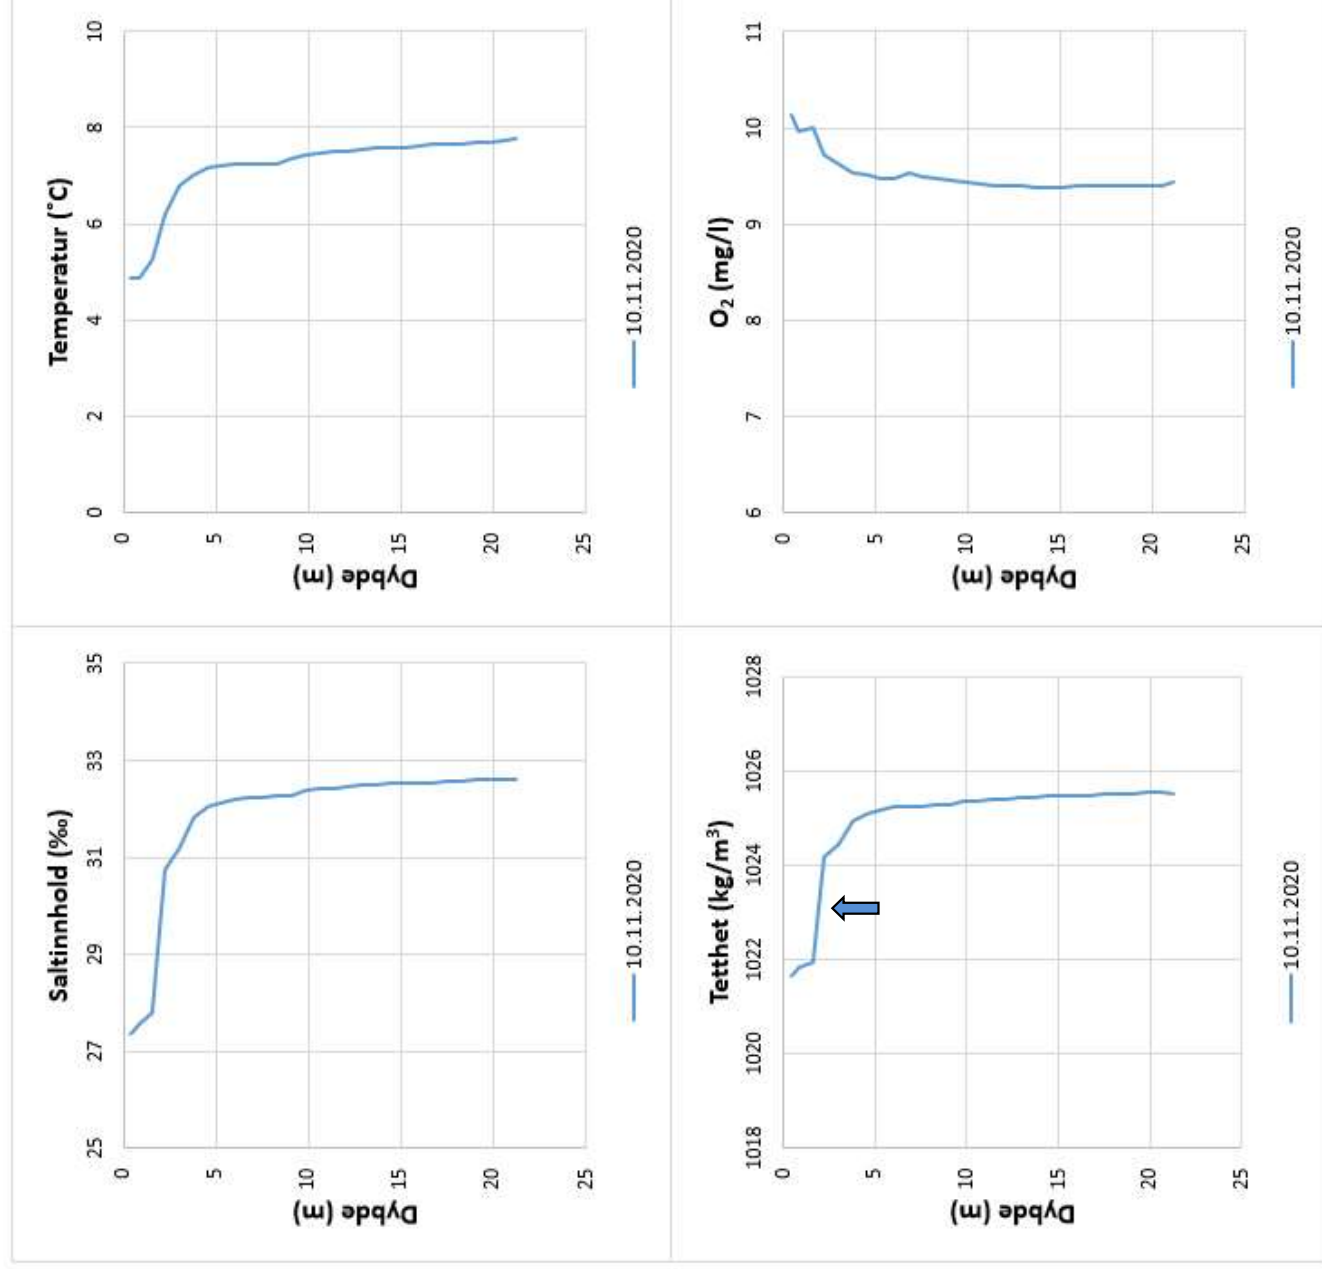 Temperatur (˚C)
0 2 4 6 8 10
0
5
10
15
20
25
Dybde (m)
10.11.2020
O₂ (mg/l)
6 7 8 9 10 11
0
5
10
15
20
25
Dybde (m)
10.11.2020
Saltinnhold (‰)
25 27 29 31 33 35
0
5
10
15
20
25
Dybde (m)
10.11.2020
Tetthet (kg/m³)
1018 1020 1022 1024 1026 1028
0
5
10
15
20
25
Dybde (m)
10.11.2020